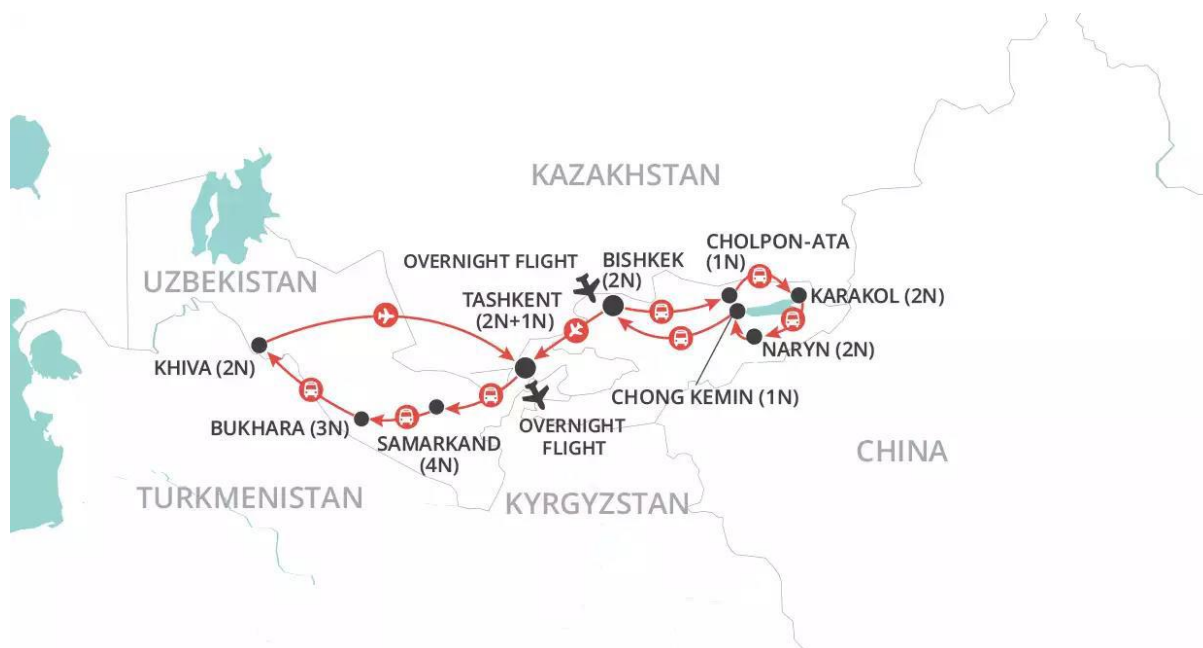 KAZAKHSTAN
CHOLPON-ATA
(1N)
OVERNIGHT FLIGHT
BISHKEK
(2N)
UZBEKISTAN
TASHKENT
(2N+1N)
KARAKOL (2N)
NARYN (2N)
KHIVA (2N)
CHONG KEMIN (1N)
BUKHARA (3N)
SAMARKAND
(4N)
OVERNIGHT
FLIGHT
CHINA
TURKMENISTAN
KYRGYZSTAN